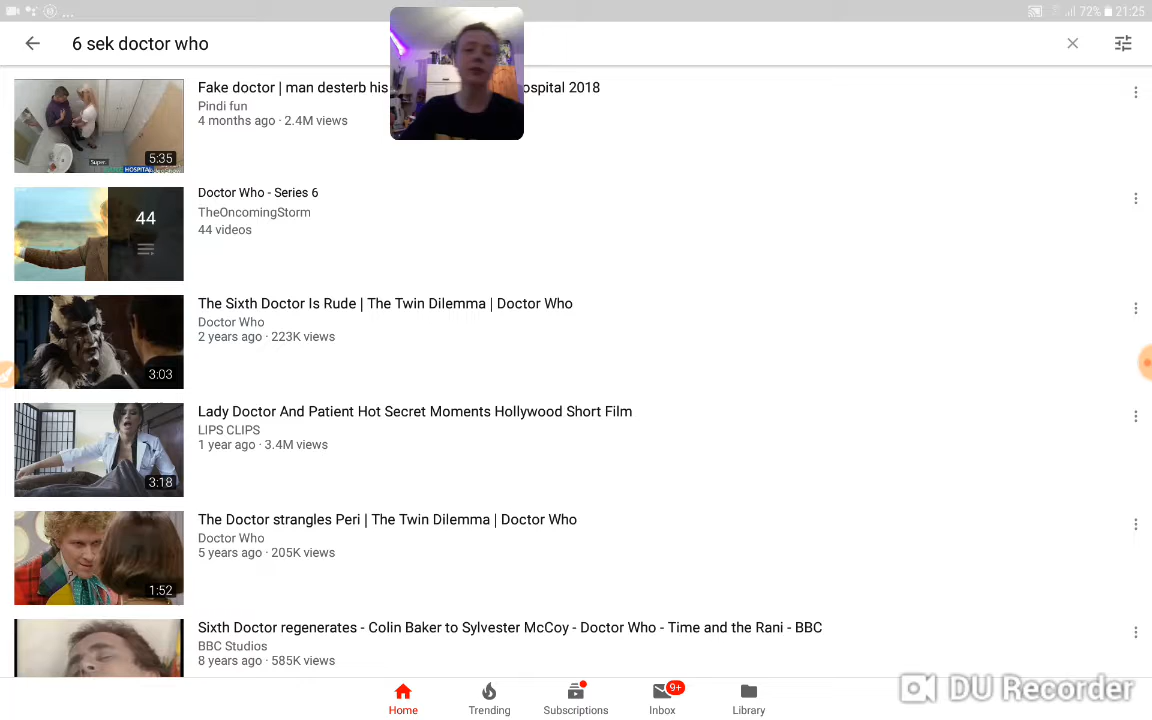 72% 21:25
6 sek doctor who
Fake doctor | man desterb his
ospital 2018
Pindi fun
4 months ago · 2.4M views
Super.
HOSPITAL
5:35
Doctor Who - Series 6
TheOncomingStorm
44 videos
44
The Sixth Doctor Is Rude | The Twin Dilemma | Doctor Who
Doctor Who
2 years ago · 223K views
3:03
Lady Doctor And Patient Hot Secret Moments Hollywood Short Film
LIPS CLIPS
1 year ago · 3.4M views
3:18
The Doctor strangles Peri | The Twin Dilemma | Doctor Who
Doctor Who
5 years ago · 205K views
1:52
Sixth Doctor regenerates - Colin Baker to Sylvester McCoy - Doctor Who - Time and the Rani - BBC
BBC Studios
8 years ago · 585K views
9+
Home Trending Subscriptions Inbox Library
DU Recorder